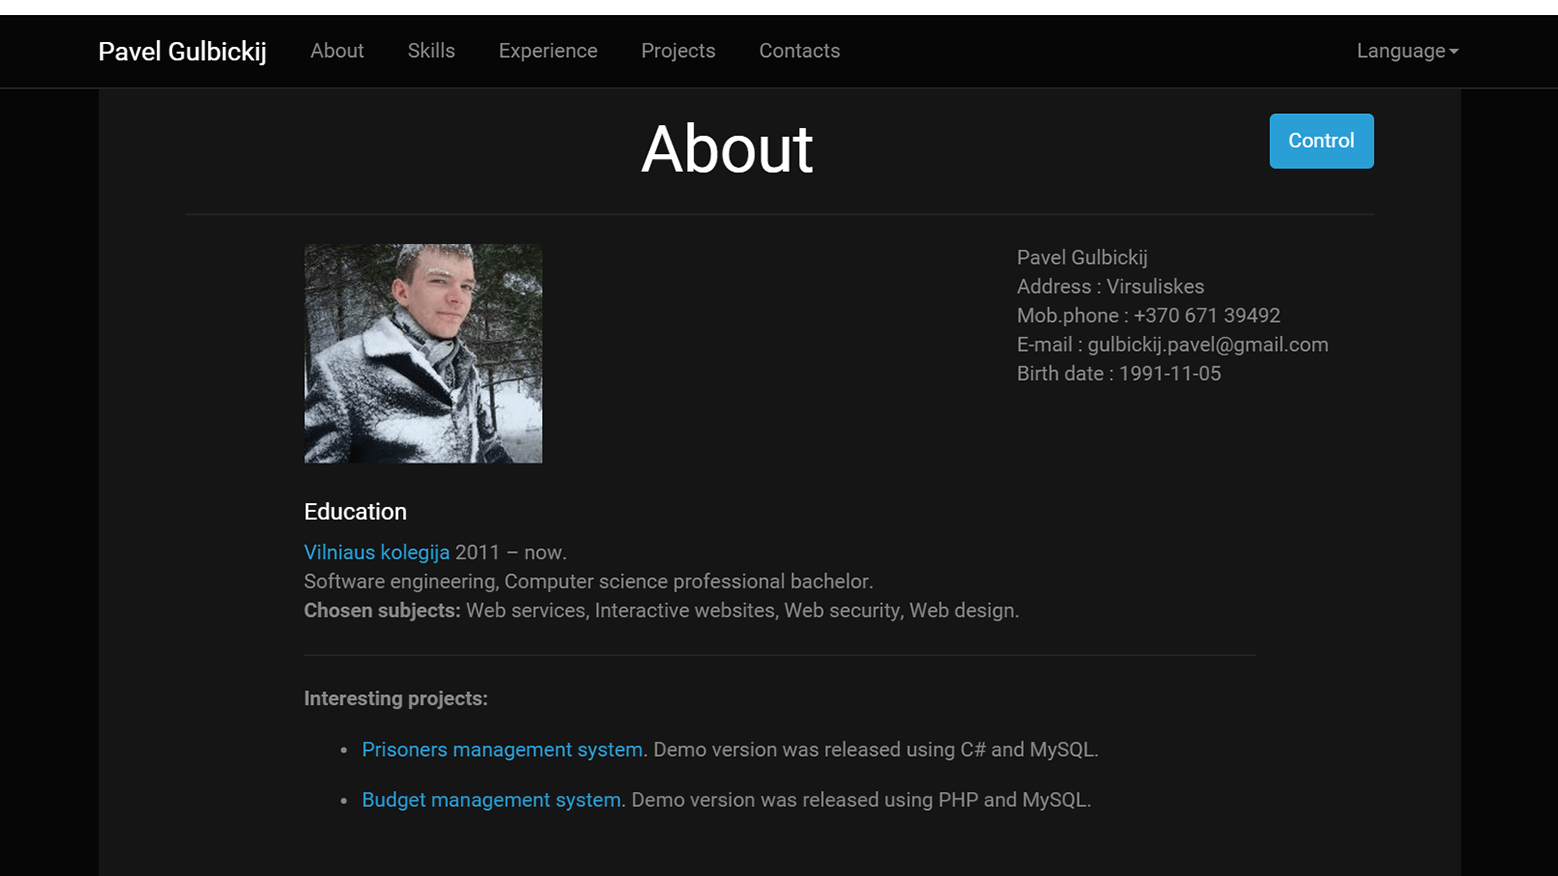 Pavel Gulbickij About Skills Experience Projects Contacts Language
About
Control
Pavel Gulbickij
Address : Virsuliskes
Mob.phone : +370 671 39492
E-mail : gulbickij.pavel@gmail.com
Birth date : 1991-11-05
Education
Vilniaus kolegija 2011 – now.
Software engineering, Computer science professional bachelor.
Chosen subjects: Web services, Interactive websites, Web security, Web design.
Interesting projects:
• Prisoners management system. Demo version was released using C# and MySQL.
• Budget management system. Demo version was released using PHP and MySQL.